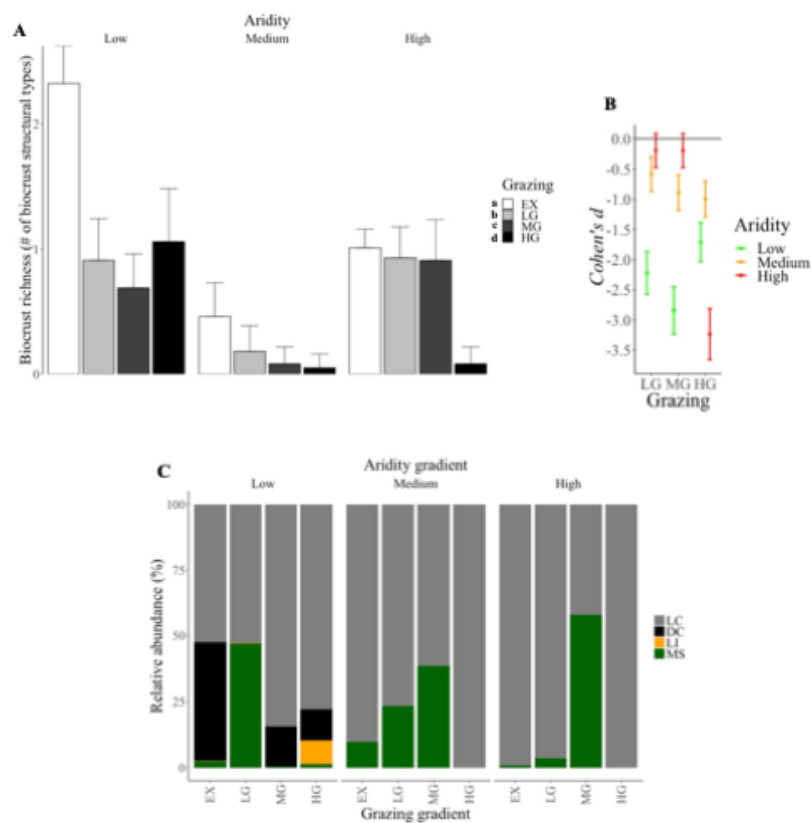 A
Aridity
Low Medium High
Biocrust richness (# of biocrust structural types)
2
1
0
Grazing
a EX
b LG
c MG
d HG
B
0.0
-0.5
-1.0
-1.5
-2.0
-2.5
-3.0
-3.5
Cohen's d
LG MG HG
Grazing
Aridity
Low
Medium
High
C
Aridity gradient
Low Medium High
Relative abundance (%)
100
75
50
25
0
LC
DC
LI
MS
EX LG MG HG EX LG MG HG EX LG MG HG
Grazing gradient